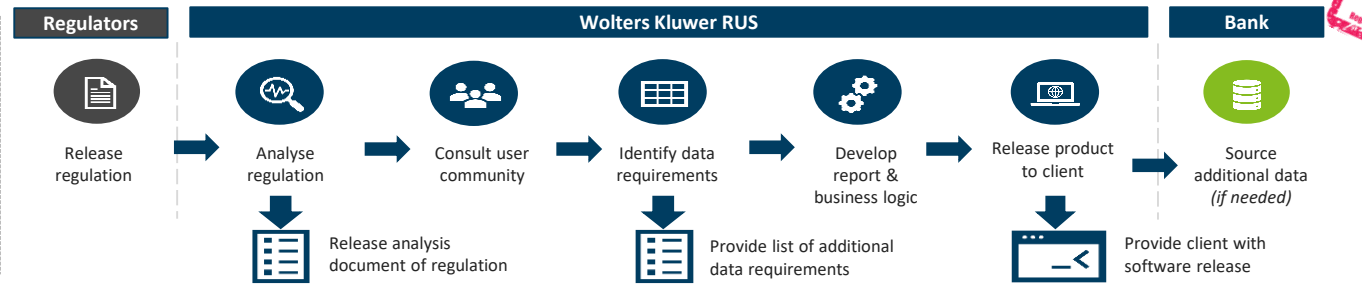 Regulators
Wolters Kluwer RUS
Bank
Release
regulation
Analyse
regulation
Consult user
community
Identify data
requirements
Develop
report &
business logic
Release product
to client
Source
additional data
(if needed)
Release analysis
document of regulation
Provide list of additional
data requirements
Provide client with
software release